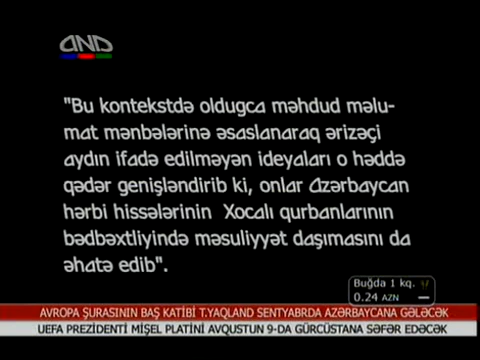 AND
"Bu kontekstdə olduqca məhdud məlu-
mat mənbələrinə əsaslanaraq ərizəçi
aydın ifadə edilməyən ideyaları o həddə
qədər genişləndirib ki, onlar Azərbaycan
hərbi hissələrinin Xocalı qurbanlarının
bədbəxtliyində məsuliyyət daşımasını da
əhatə edib".
Buğda 1 kq.
0.24 AZN
AVROPA ŞURASININ BAŞ KATİBİ T.YAQLAND SENTYABRDA AZƏRBAYCANA GƏLƏCƏK
UEFA PREZİDENTİ MİŞEL PLATİNİ AVQUSTUN 9-DA GÜRCÜSTANA SƏFƏR EDƏCƏK